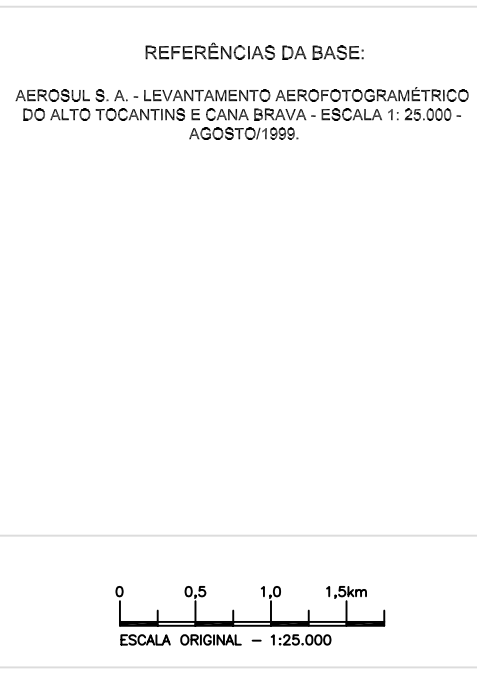 REFERÊNCIAS DA BASE:
AEROSUL S. A. - LEVANTAMENTO AEROFOTOGRAMÉTRICO
DO ALTO TOCANTINS E CANA BRAVA - ESCALA 1: 25.000 -
AGOSTO/1999.
0 0,5 1,0 1,5km
ESCALA ORIGINAL – 1:25.000